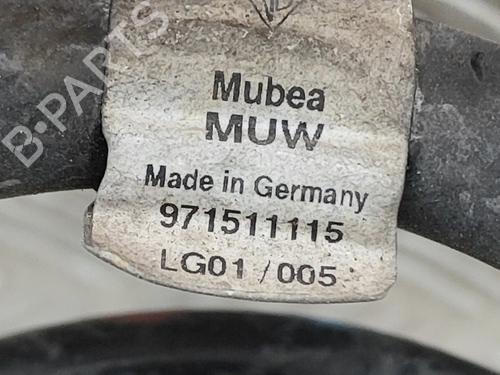 B-PARTS
Mubea
MUW
Made in Germany
971511115
LG01/005